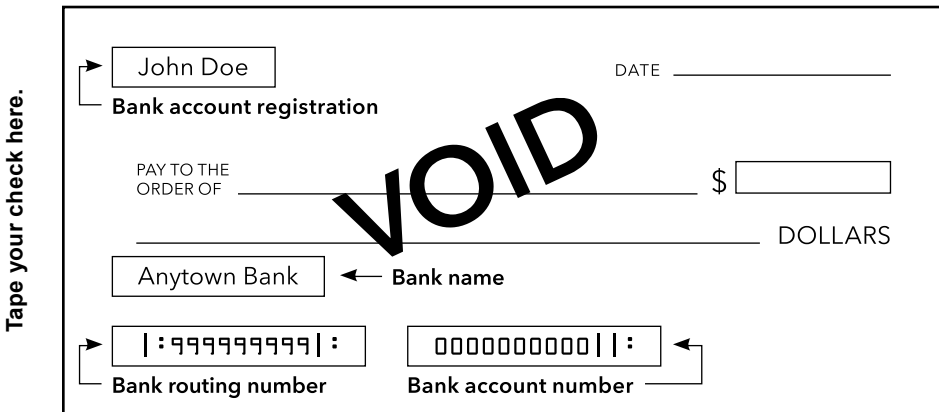 Tape your check here.
John Doe
DATE
Bank account registration
VOID
PAY TO THE
ORDER OF
$
DOLLARS
Anytown Bank
Bank name
|:999999999|:
0000000000||:
Bank routing number
Bank account number